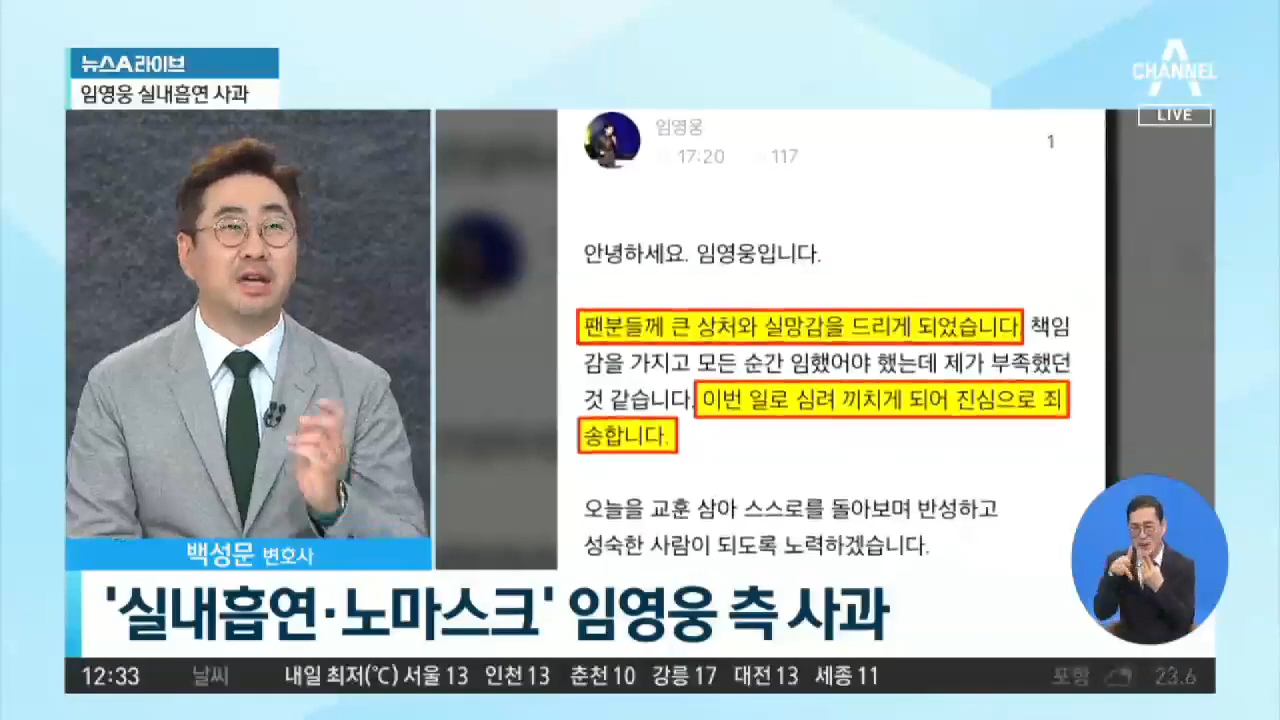 뉴스A 라이브
임영웅 실내흡연 사과
CHANNEL A
LIVE
임영웅
17:20 117
1
안녕하세요. 임영웅입니다.
팬분들께 큰 상처와 실망감을 드리게 되었습니다 책임
감을 가지고 모든 순간 임했어야 했는데 제가 부족했던
것 같습니다. 이번 일로 심려 끼치게 되어 진심으로 죄
송합니다.
오늘을 교훈 삼아 스스로를 돌아보며 반성하고
성숙한 사람이 되도록 노력하겠습니다.
백성문 변호사
'실내흡연·노마스크' 임영웅 측 사과
12:33 날씨 내일 최저(℃) 서울 13 인천 13 춘천 10 강릉 17 대전 13 세종 11 포항 23.6